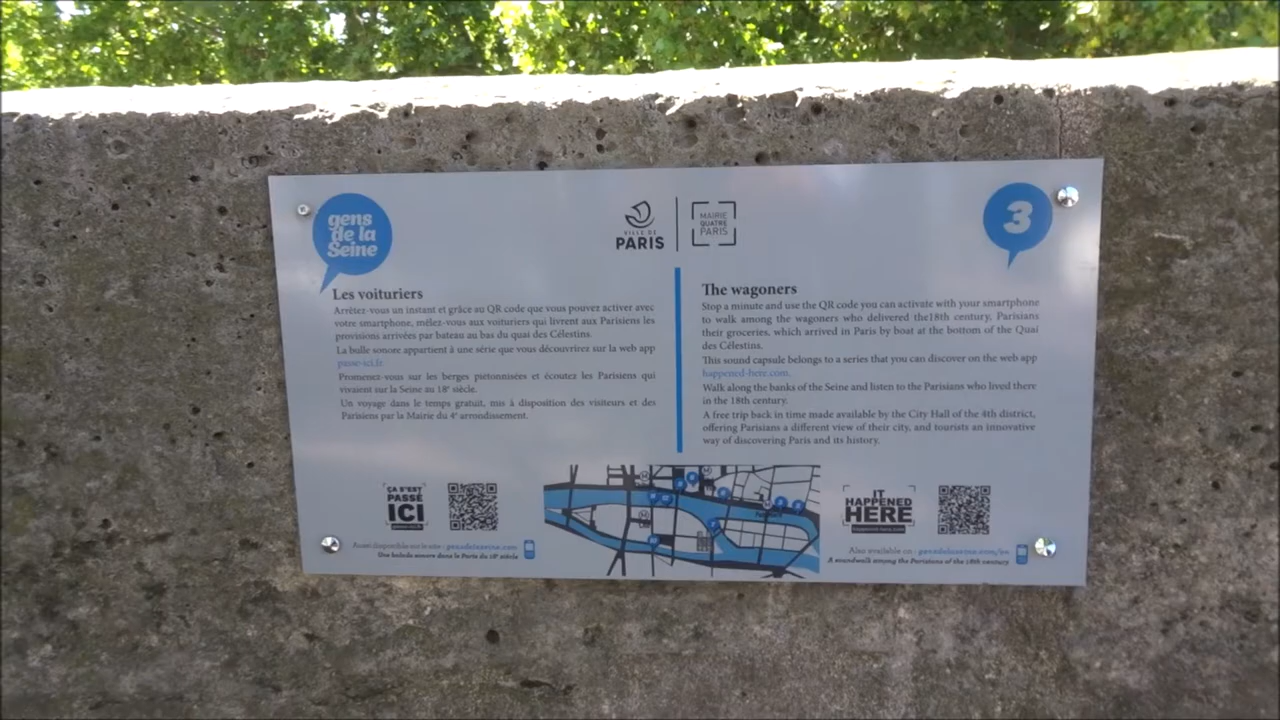 gens
de la
Seine
VILLE DE
PARIS
MAIRIE
QUATRE
PARIS
3
Les voituriers
Arrêtez-vous un instant et grâce au QR code que vous pouvez activer avec
votre smartphone, mêlez-vous aux voituriers qui livrent aux Parisiens les
provisions arrivées par bateau au bas du quai des Célestins.
La bulle sonore appartient à une série que vous découvrirez sur la web app
passe-ici.fr
Promenez-vous sur les berges piétonnisées et écoutez les Parisiens qui
vivaient sur la Seine au 18e siècle.
Un voyage dans le temps gratuit, mis à disposition des visiteurs et des
Parisiens par la Mairie du 4e arrondissement.
The wagoners
Stop a minute and use the QR code you can activate with your smartphone
to walk among the wagoners who delivered the18th century, Parisians
their groceries, which arrived in Paris by boat at the bottom of the Quai
des Célestins.
This sound capsule belongs to a series that you can discover on the web app
happened-here.com.
Walk along the banks of the Seine and listen to the Parisians who lived there
in the 18th century.
A free trip back in time made available by the City Hall of the 4th district,
offering Parisians a different view of their city, and tourists an innovative
way of discovering Paris and its history.
ÇA S'EST
PASSÉ
ICI
Aussi disponible sur le site : gensdelaseine.com
Une balade sonore dans le Paris du 18e siècle
IT
HAPPENED
HERE
happened-here.com
Also available on : gensdelaseine.com/en
A soundwalk among the Parisians of the 18th century